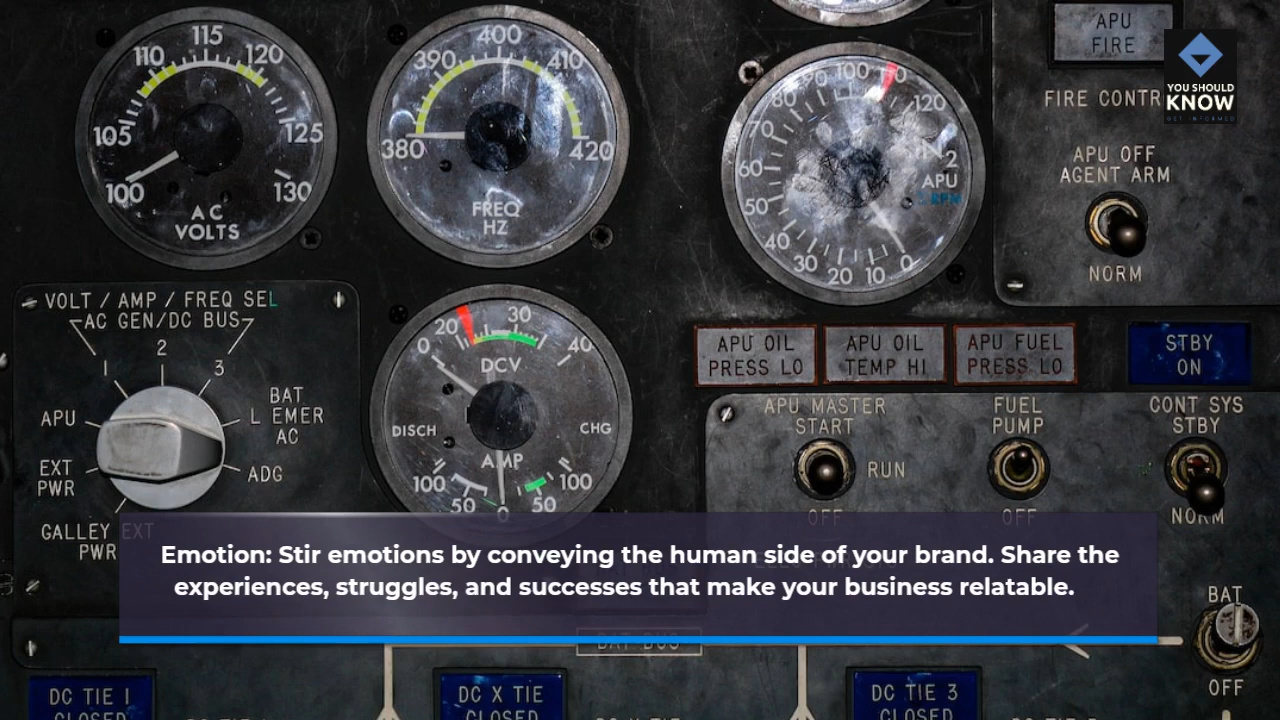 115
110
120
105
125
100
130
AC
VOLTS
400
390
410
380
420
FREQ
HZ
100
80
120
70
60
50
40
30
20
10
0
2
APU
RPM
APU
FIRE
FIRE CONTR
YOU SHOULD
KNOW
GET INFORMED
APU OFF
AGENT ARM
NORM
VOLT / AMP / FREQ SEL
AC GEN/DC BUS
1
2
3
BAT
L EMER
AC
APU
EXT
PWR
ADG
GALLEY EXT
PWR
20
30
0
40
DCV
DISCH
CHG
AMP
100
100
50
0
50
APU OIL
PRESS LO
APU OIL
TEMP HI
APU FUEL
PRESS LO
STBY
ON
APU MASTER
START
RUN
OFF
FUEL
PUMP
OFF
CONT SYS
STBY
NORM
Emotion: Stir emotions by conveying the human side of your brand. Share the
experiences, struggles, and successes that make your business relatable.
BAT
OFF
BAT BUS
DC TIE 1
CLOSED
DC X TIE
CLOSED
DC TIE 3
CLOSED